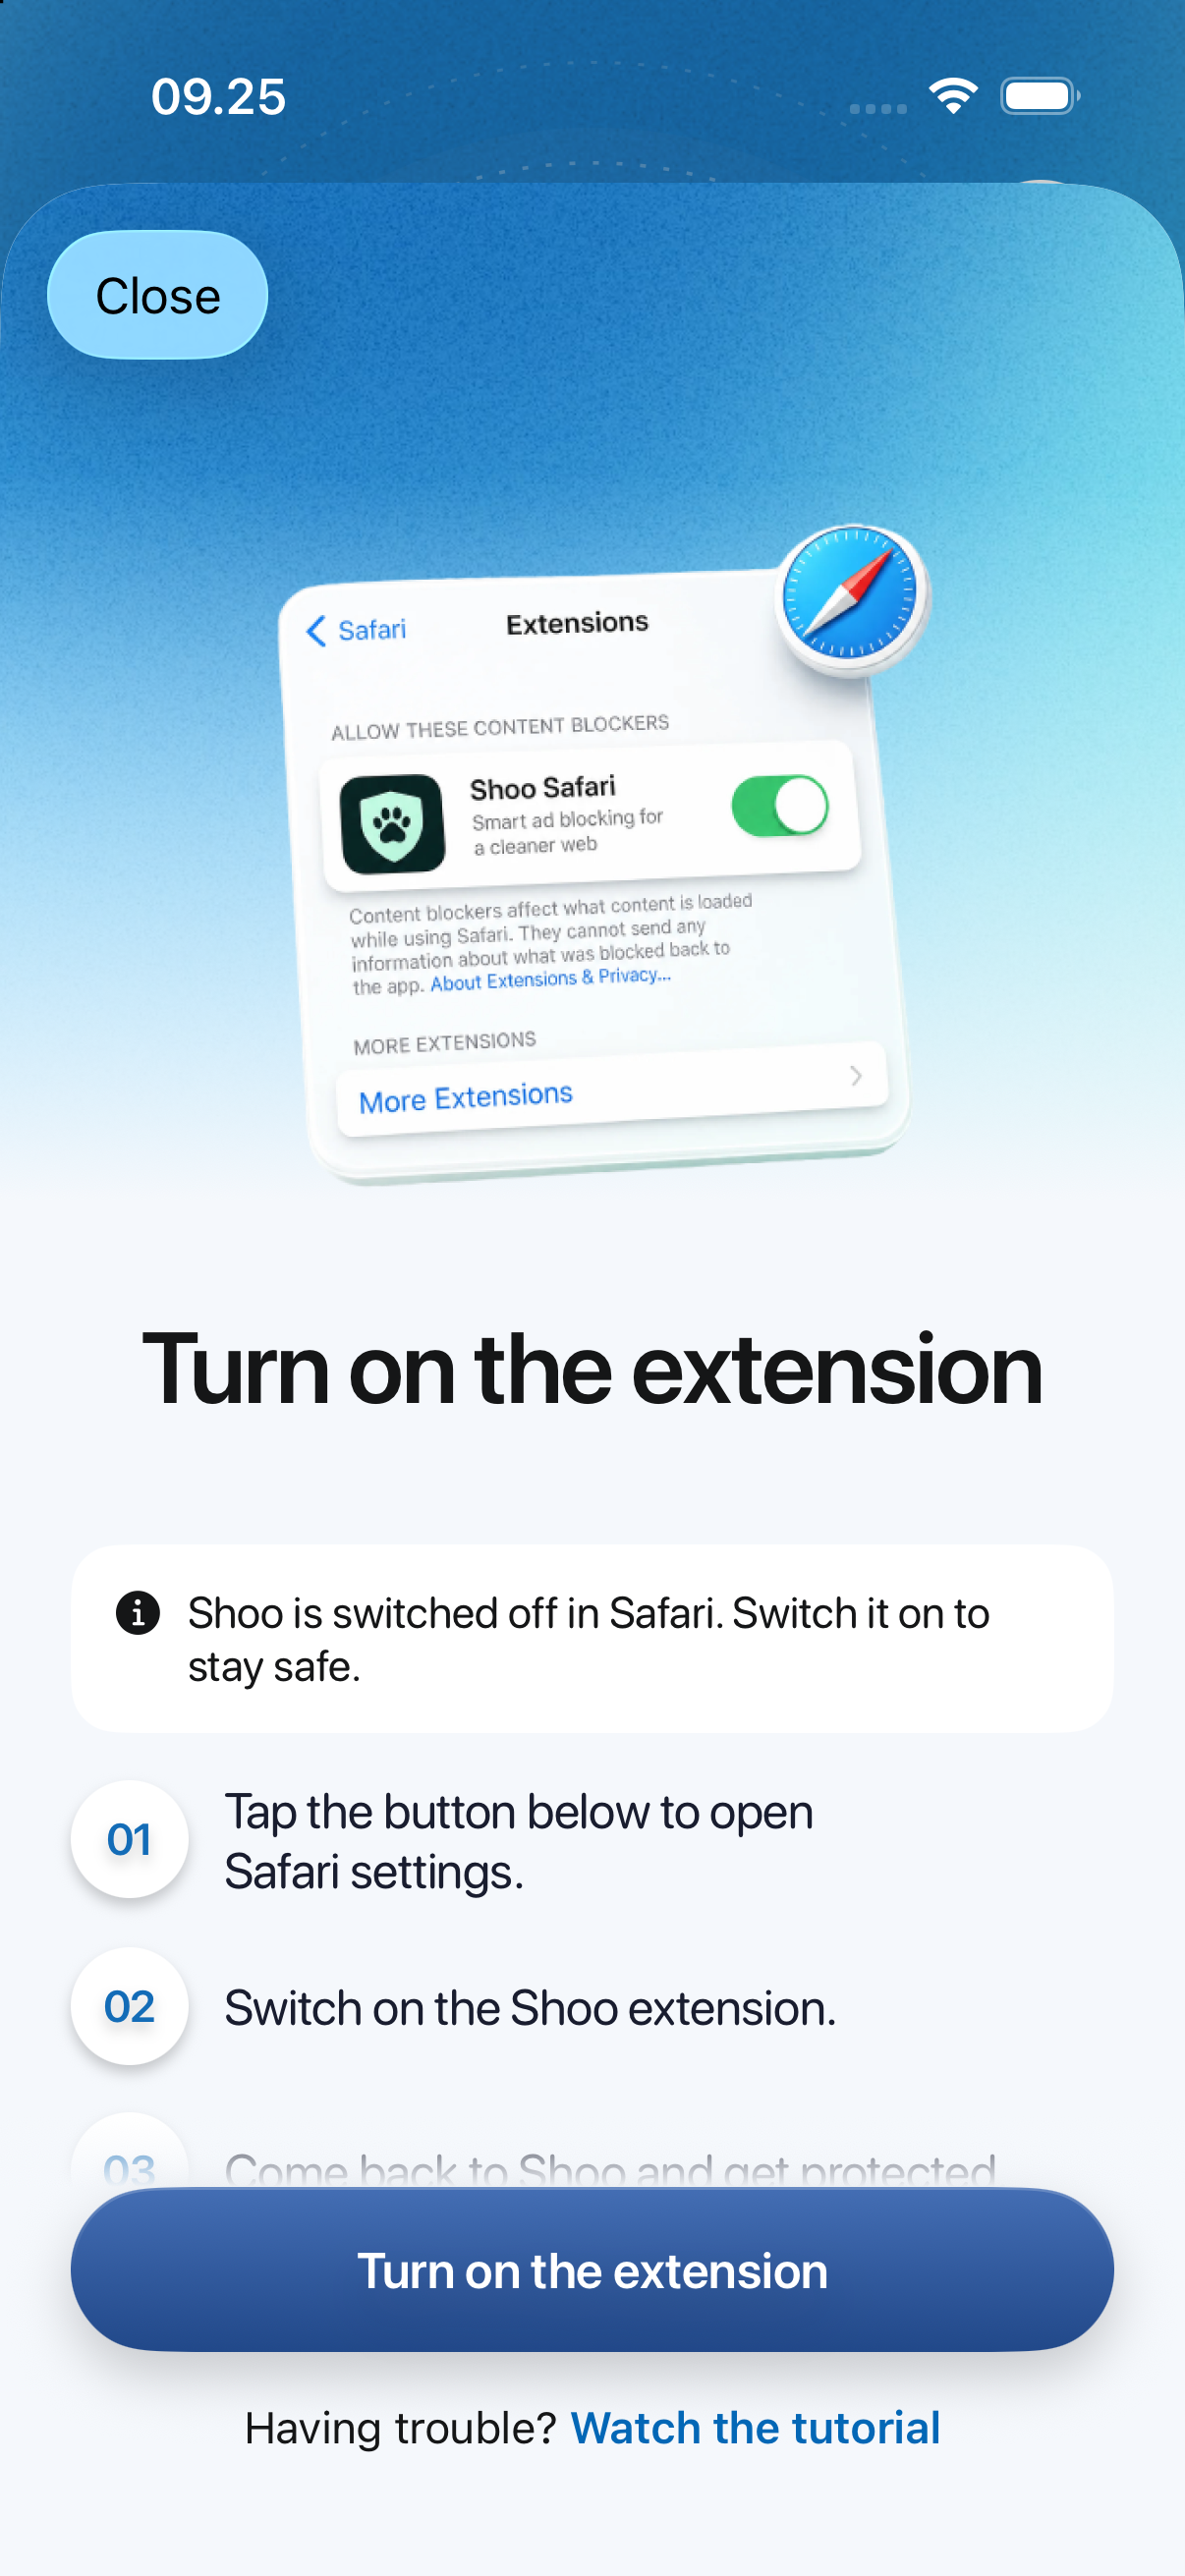 09.25
Close
Safari
Extensions
ALLOW THESE CONTENT BLOCKERS
Shoo Safari
Smart ad blocking for
a cleaner web
Content blockers affect what content is loaded
while using Safari. They cannot send any
information about what was blocked back to
the app. About Extensions & Privacy...
MORE EXTENSIONS
More Extensions
Turn on the extension
Shoo is switched off in Safari. Switch it on to
stay safe.
01
Tap the button below to open
Safari settings.
02
Switch on the Shoo extension.
03
Come back to Shoo and get protected
Turn on the extension
Having trouble? Watch the tutorial